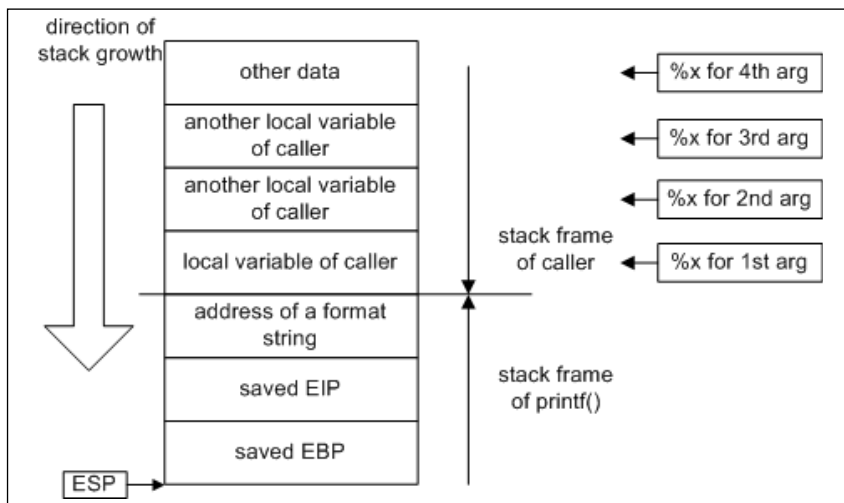 direction of
stack growth
other data
%x for 4th arg
another local variable
of caller
%x for 3rd arg
another local variable
of caller
%x for 2nd arg
local variable of caller
stack frame
of caller
%x for 1st arg
address of a format
string
saved EIP
stack frame
of printf()
saved EBP
ESP